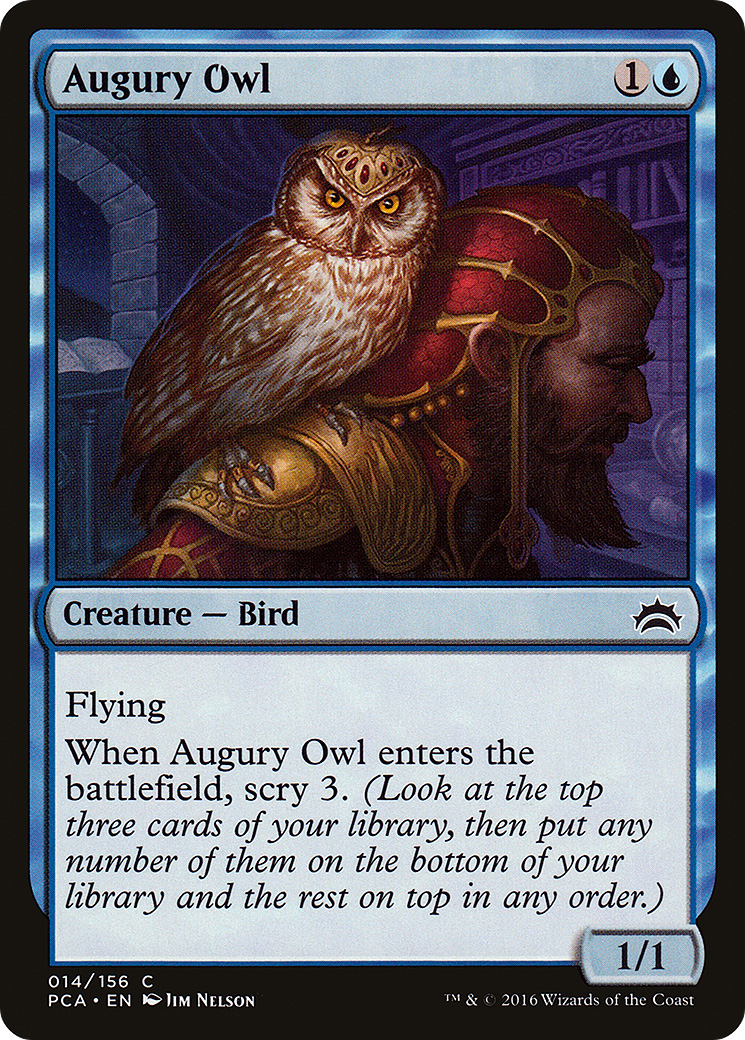 Augury Owl 1
Creature — Bird
Flying
When Augury Owl enters the
battlefield, scry 3. (Look at the top
three cards of your library, then put any
number of them on the bottom of your
library and the rest on top in any order.)
1/1
014/156 C
PCA • EN Jim Nelson
™ & © 2016 Wizards of the Coast